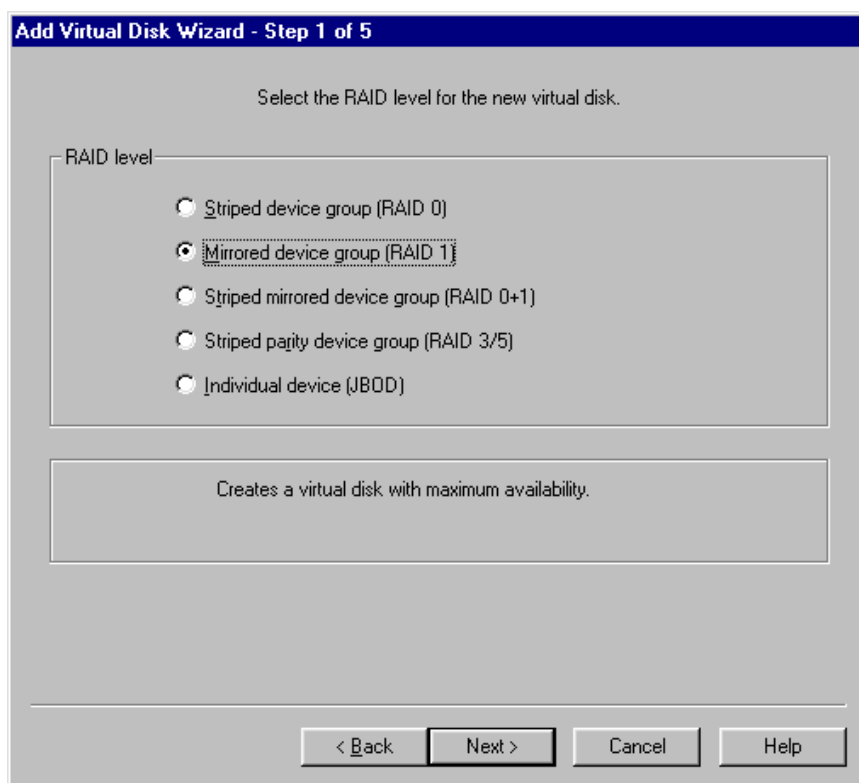 Add Virtual Disk Wizard - Step 1 of 5
Select the RAID level for the new virtual disk.
RAID level
Striped device group (RAID 0)
Mirrored device group (RAID 1)
Striped mirrored device group (RAID 0+1)
Striped parity device group (RAID 3/5)
Individual device (JBOD)
Creates a virtual disk with maximum availability.
< Back Next > Cancel Help